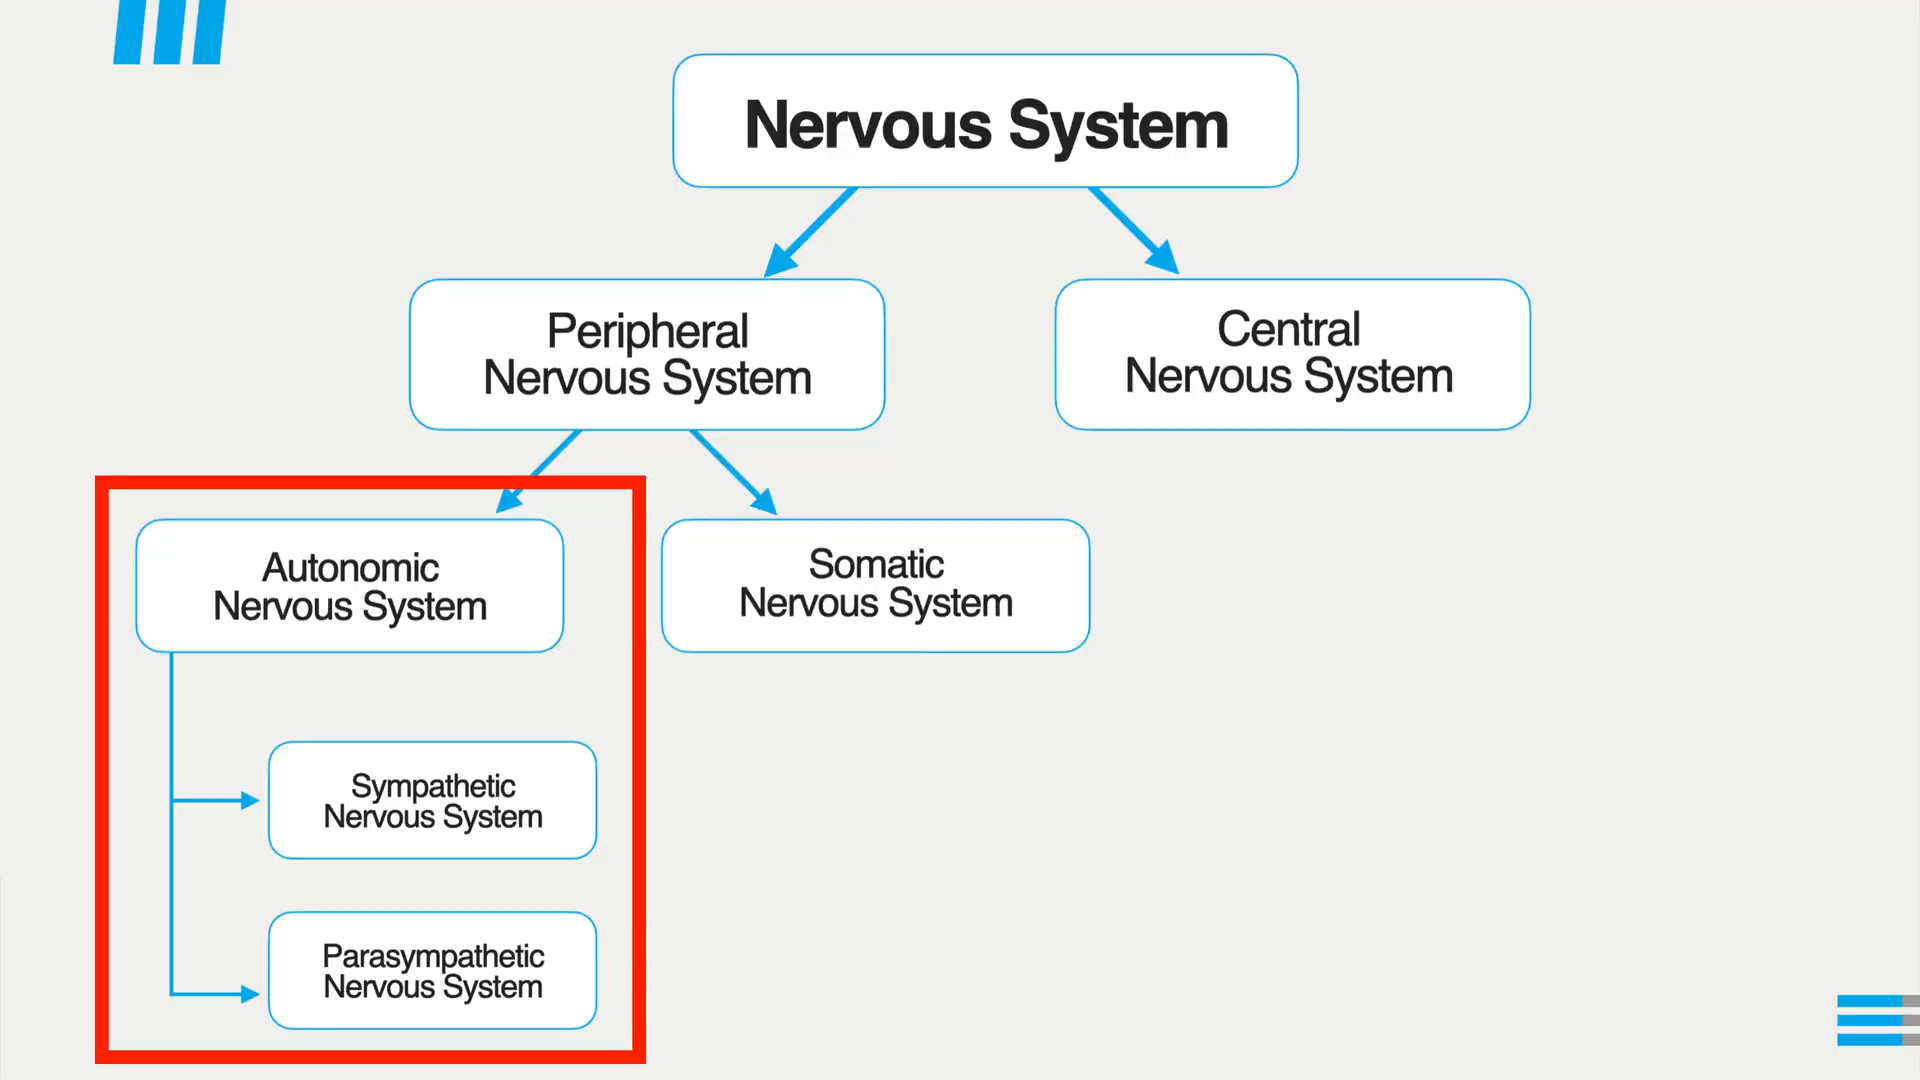 Nervous System
Peripheral
Nervous System
Central
Nervous System
Autonomic
Nervous System
Somatic
Nervous System
Sympathetic
Nervous System
Parasympathetic
Nervous System